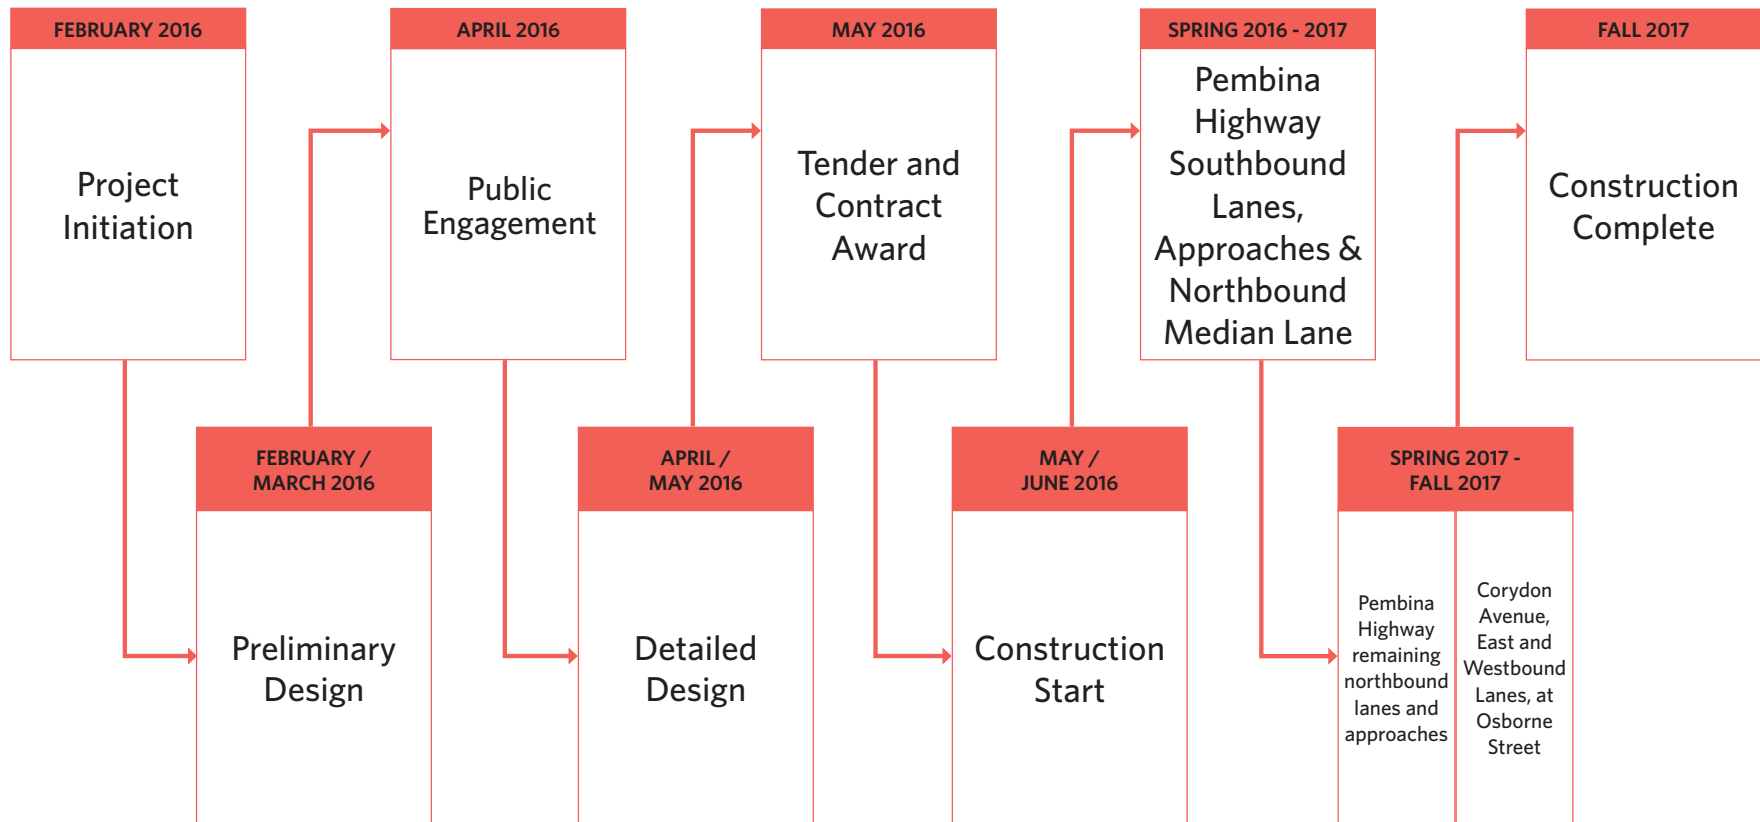 FEBRUARY 2016
Project
Initiation
FEBRUARY /
MARCH 2016
Preliminary
Design
APRIL 2016
Public
Engagement
APRIL /
MAY 2016
Detailed
Design
MAY 2016
Tender and
Contract
Award
MAY /
JUNE 2016
Construction
Start
SPRING 2016 - 2017
Pembina
Highway
Southbound
Lanes,
Approaches &
Northbound
Median Lane
SPRING 2017 -
FALL 2017
Pembina
Highway
remaining
northbound
lanes and
approaches
Corydon
Avenue,
East and
Westbound
Lanes, at
Osborne
Street
FALL 2017
Construction
Complete